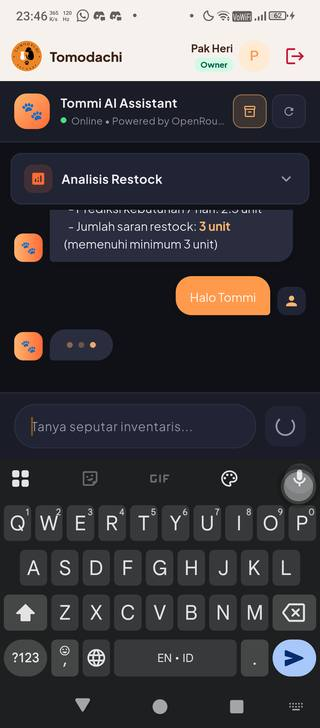 23:46 365 K/s 120 Hz VoWiFi 62
Tomodachi
Pak Heri
Owner
P
Tommi AI Assistant
Online • Powered by OpenRou...
Analisis Restock
- Prediksi kebutuhan 7 hari: 2.3 unit
- Jumlah saran restock: 3 unit
(memenuhi minimum 3 unit)
Halo Tommi
Tanya seputar inventaris...
GIF
Q1 W2 E3 R4 T5 Y6 U7 I8 O9 P0
A S D F G H J K L
Z X C V B N M
?123 , EN • ID .